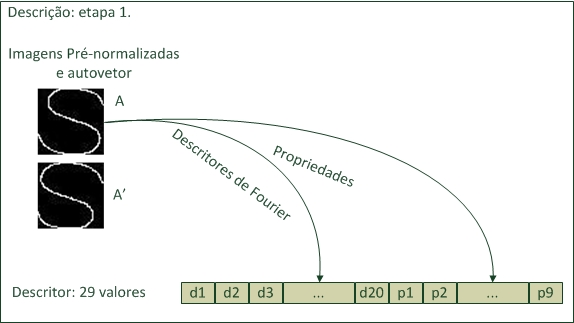 Descrição: etapa 1.
Imagens Pré-normalizadas
e autovetor
A
Descritores de Fourier
Propriedades
A’
Descritor: 29 valores
d1 d2 d3 ... d20 p1 p2 ... p9